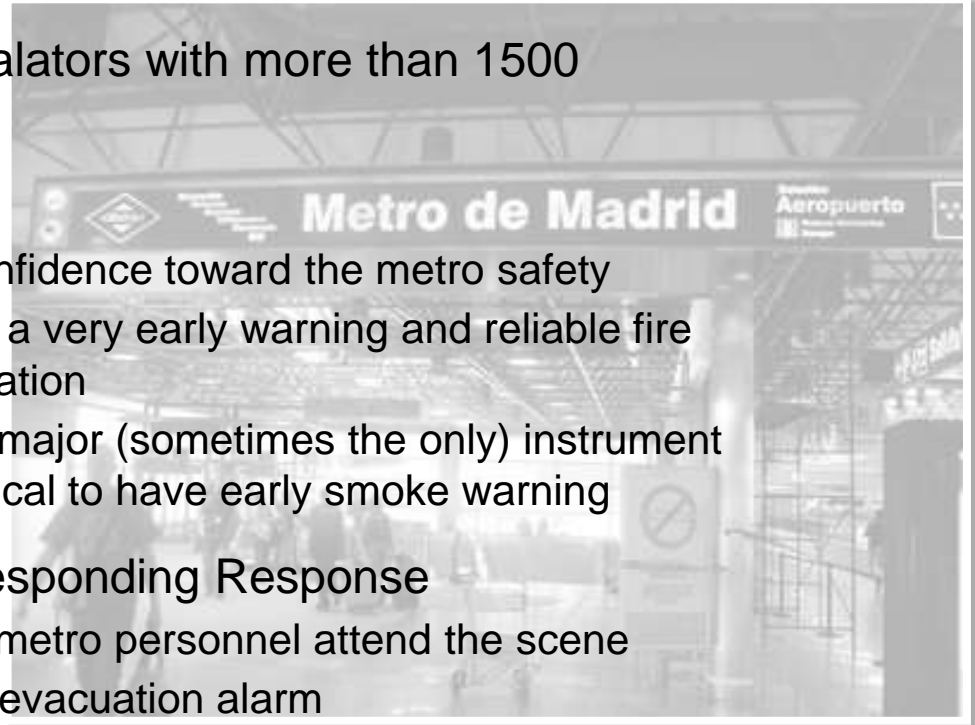 alators with more than 1500
Metro de Madrid
Aeropuerto
nfidence toward the metro safety
a very early warning and reliable fire
ation
major (sometimes the only) instrument
cal to have early smoke warning
esponding Response
metro personnel attend the scene
evacuation alarm